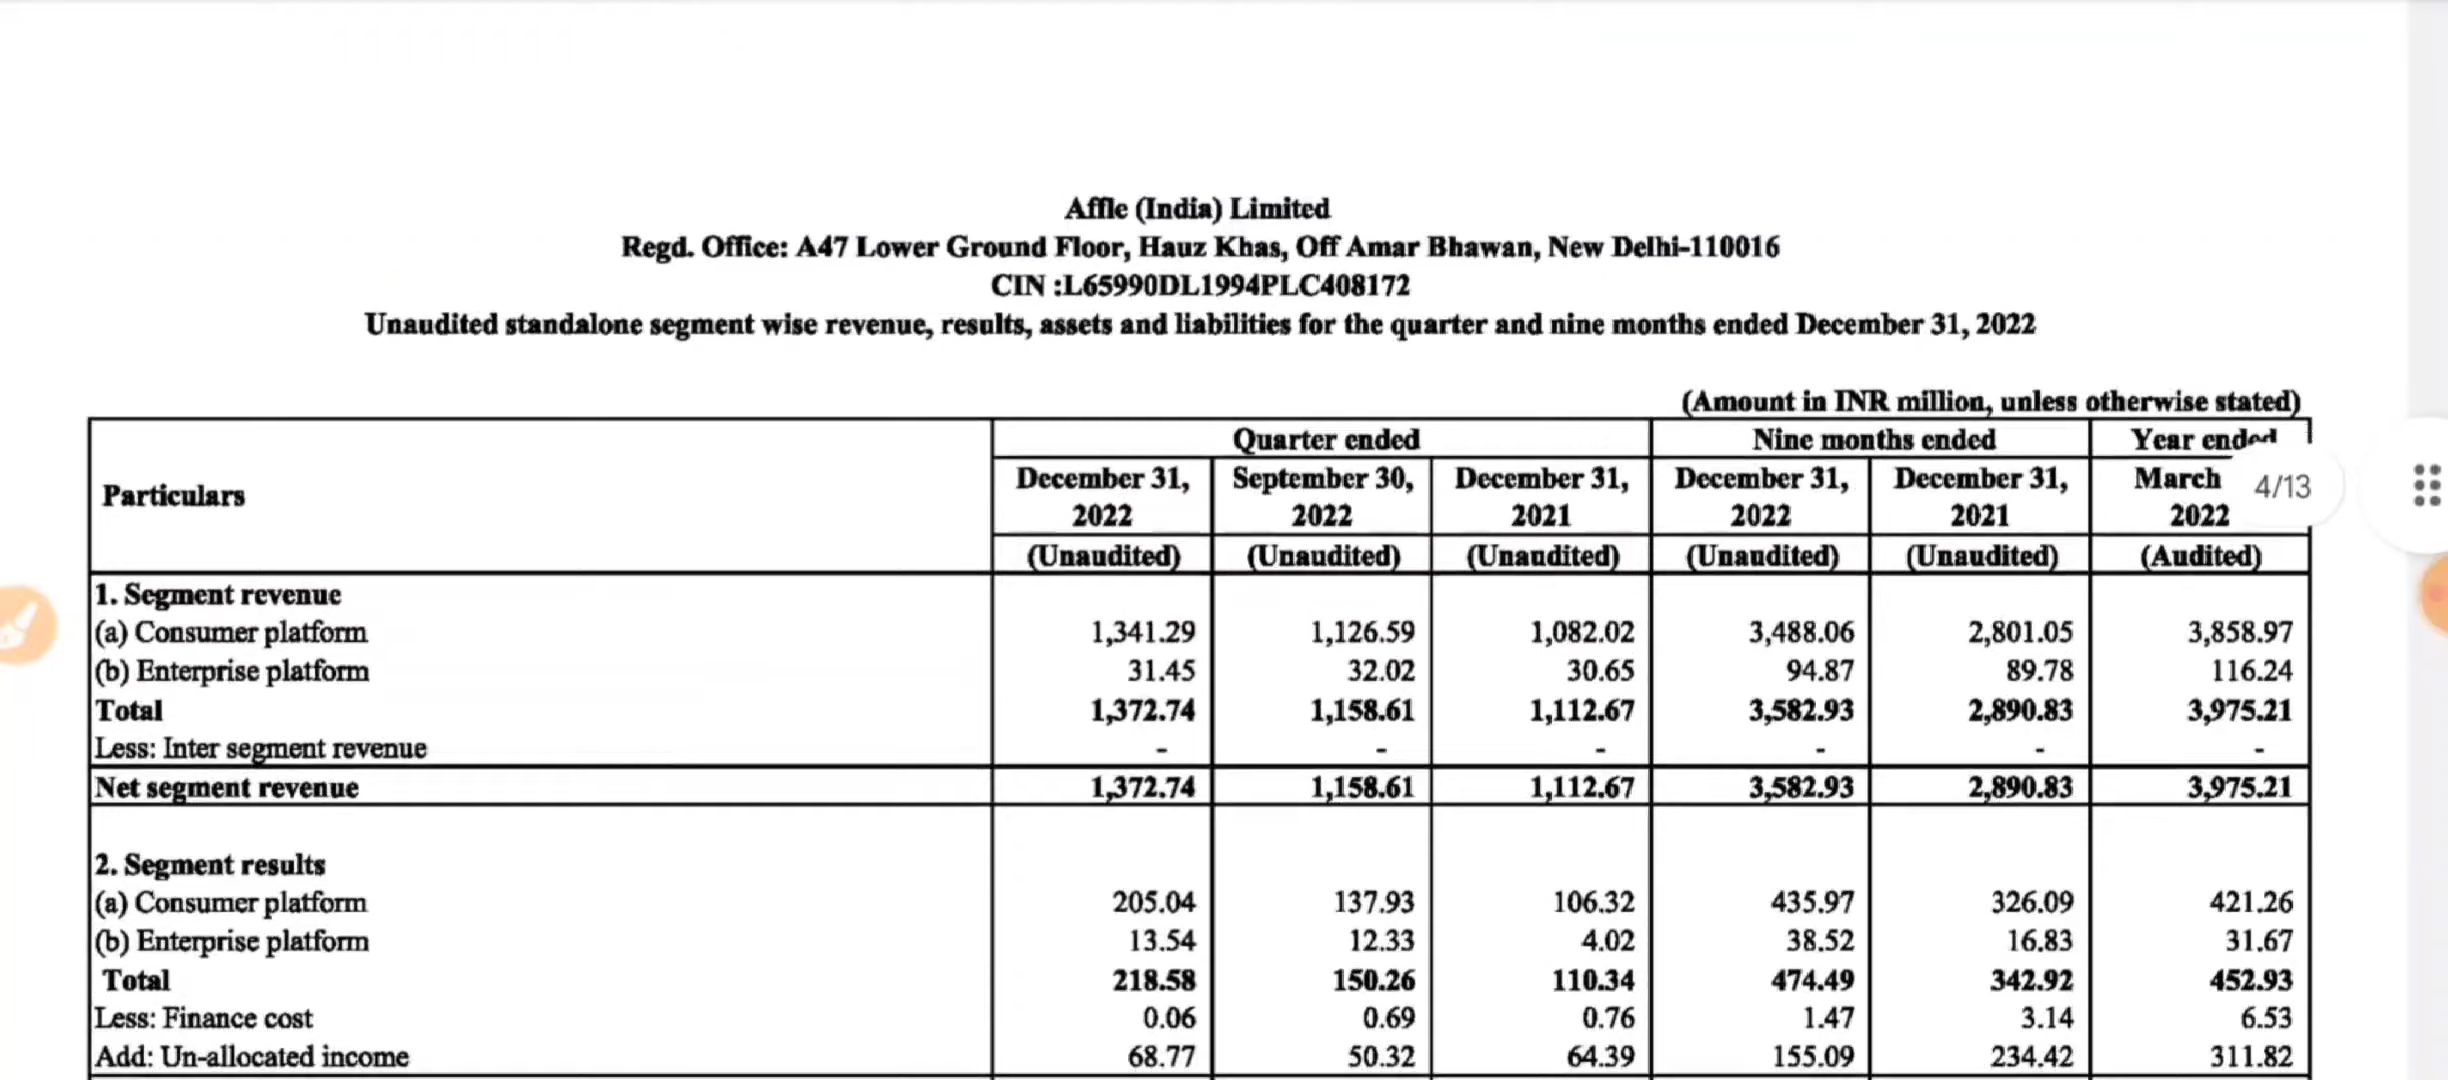 Affle (India) Limited
Regd. Office: A47 Lower Ground Floor, Hauz Khas, Off Amar Bhawan, New Delhi-110016
CIN :L65990DL1994PLC408172
Unaudited standalone segment wise revenue, results, assets and liabilities for the quarter and nine months ended December 31, 2022
(Amount in INR million, unless otherwise stated)
Particulars Quarter ended Nine months ended Year ended
December 31, 2022 September 30, 2022 December 31, 2021 December 31, 2022 December 31, 2021 March 2022
4/13
(Unaudited) (Unaudited) (Unaudited) (Unaudited) (Unaudited) (Audited)
1. Segment revenue
(a) Consumer platform 1,341.29 1,126.59 1,082.02 3,488.06 2,801.05 3,858.97
(b) Enterprise platform 31.45 32.02 30.65 94.87 89.78 116.24
Total 1,372.74 1,158.61 1,112.67 3,582.93 2,890.83 3,975.21
Less: Inter segment revenue - - - - - -
Net segment revenue 1,372.74 1,158.61 1,112.67 3,582.93 2,890.83 3,975.21
2. Segment results
(a) Consumer platform 205.04 137.93 106.32 435.97 326.09 421.26
(b) Enterprise platform 13.54 12.33 4.02 38.52 16.83 31.67
Total 218.58 150.26 110.34 474.49 342.92 452.93
Less: Finance cost 0.06 0.69 0.76 1.47 3.14 6.53
Add: Un-allocated income 68.77 50.32 64.39 155.09 234.42 311.82